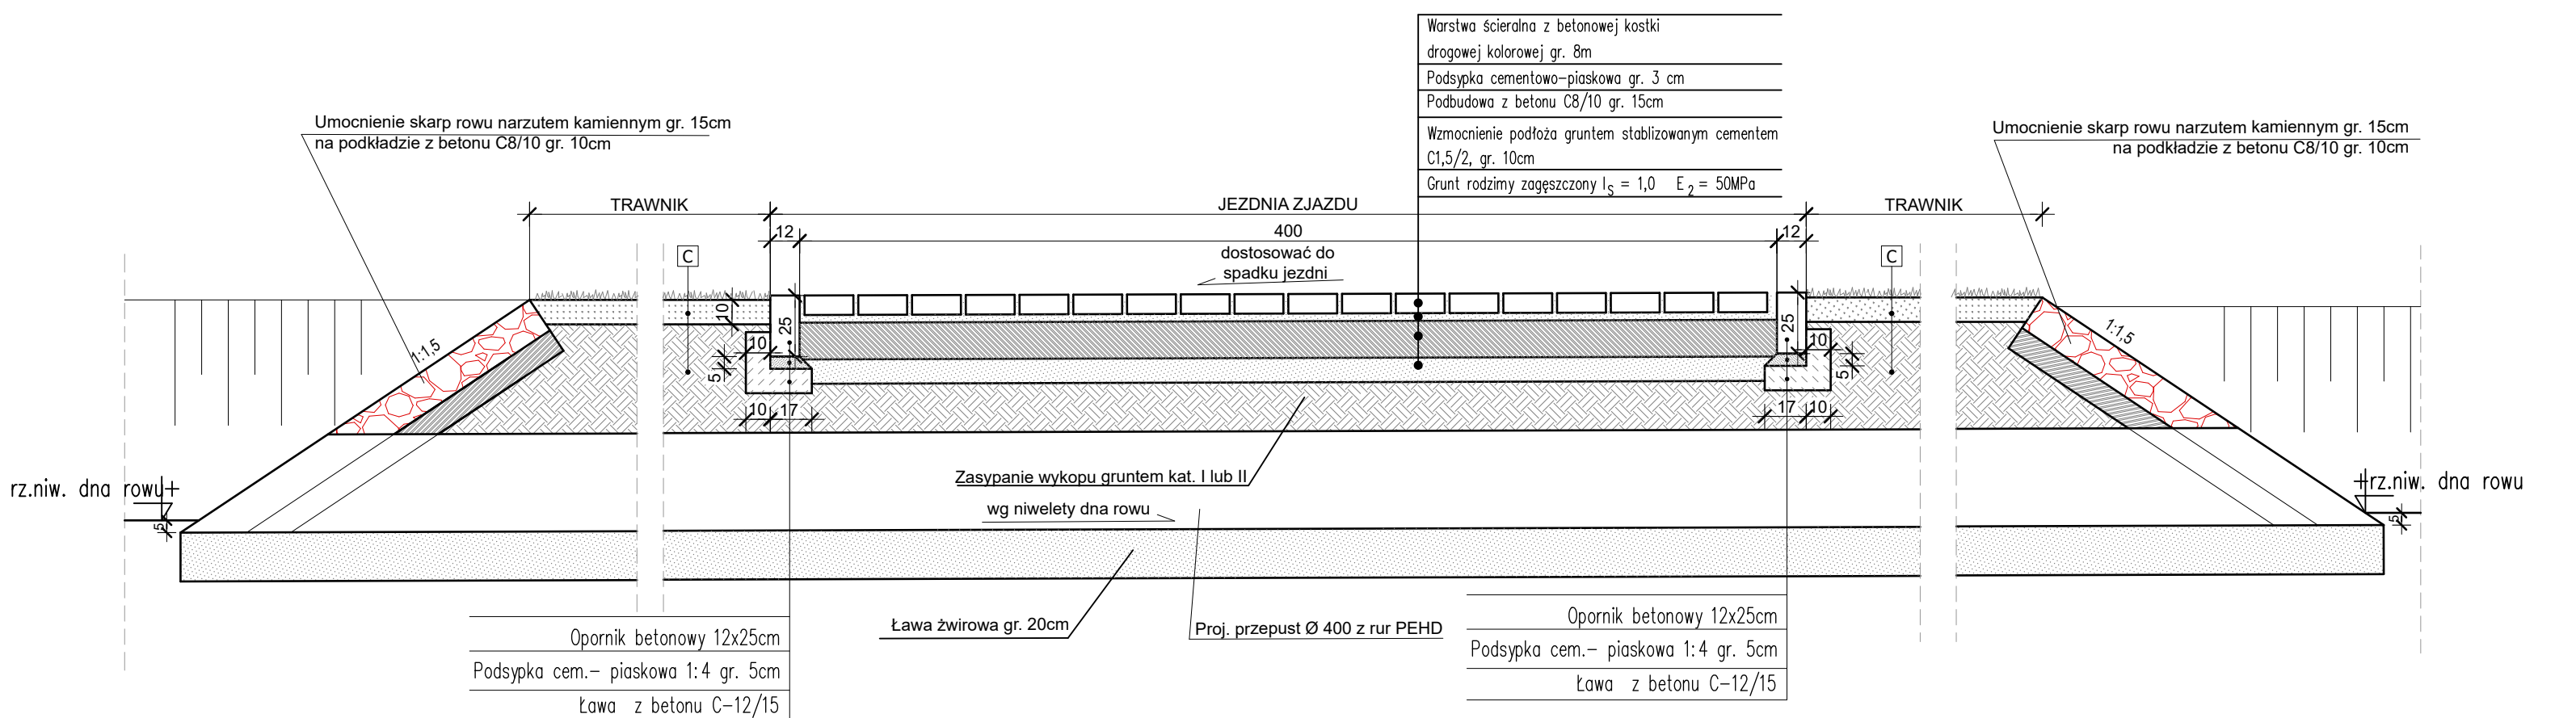 Warstwa ścieralna z betonowej kostki
drogowej kolorowej gr. 8m
Podsypka cementowo-piaskowa gr. 3 cm
Podbudowa z betonu C8/10 gr. 15cm
Wzmocnienie podłoża gruntem stablizowanym cementem
C1,5/2, gr. 10cm
Grunt rodzimy zagęszczony IS = 1,0 E2 = 50MPa
Umocnienie skarp rowu narzutem kamiennym gr. 15cm
na podkładzie z betonu C8/10 gr. 10cm
Umocnienie skarp rowu narzutem kamiennym gr. 15cm
na podkładzie z betonu C8/10 gr. 10cm
TRAWNIK
JEZDNIA ZJAZDU
TRAWNIK
12
400
12
dostosować do
spadku jezdni
C
C
10
25
10
5
10
17
25
10
5
17
10
1:1,5
1:1,5
rz.niw. dna rowu
5
rz.niw. dna rowu
5
Zasypanie wykopu gruntem kat. I lub II
wg niwelety dna rowu
Ława żwirowa gr. 20cm
Proj. przepust Ø 400 z rur PEHD
Opornik betonowy 12x25cm
Podsypka cem.- piaskowa 1:4 gr. 5cm
Ława z betonu C-12/15
Opornik betonowy 12x25cm
Podsypka cem.- piaskowa 1:4 gr. 5cm
Ława z betonu C-12/15